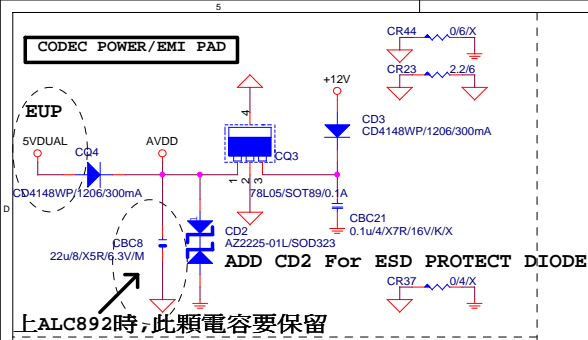 5
CODEC POWER/EMI PAD
CR44 0/6/X
CR23 2.2/6
+12V
EUP
4
CD3
CD4148WP/1206/300mA
5VDUAL
AVDD
CQ4
CQ3
1 2 3
CD4148WP/1206/300mA
78L05/SOT89/0.1A
D
CBC21
0.1u/4/X7R/16V/K/X
1
CD2
AZ2225-01L/SOD323
CBC8
22u/8/X5R/6.3V/M
ADD CD2 For ESD PROTECT DIODE
CR37 0/4/X
上ALC892時,此顆電容要保留